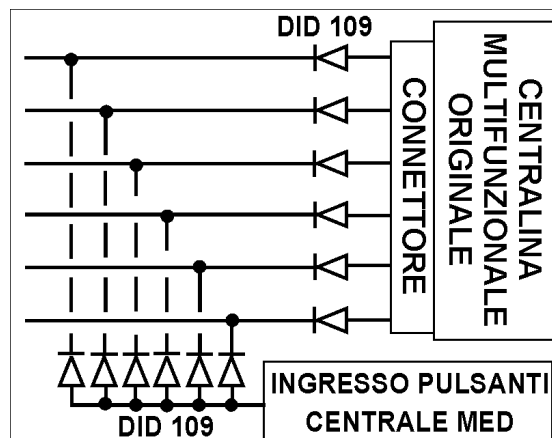 DID 109
CONNETTORE
CENTRALINA
MULTIFUNZIONALE
ORIGINALE
DID 109
INGRESSO PULSANTI
CENTRALE MED